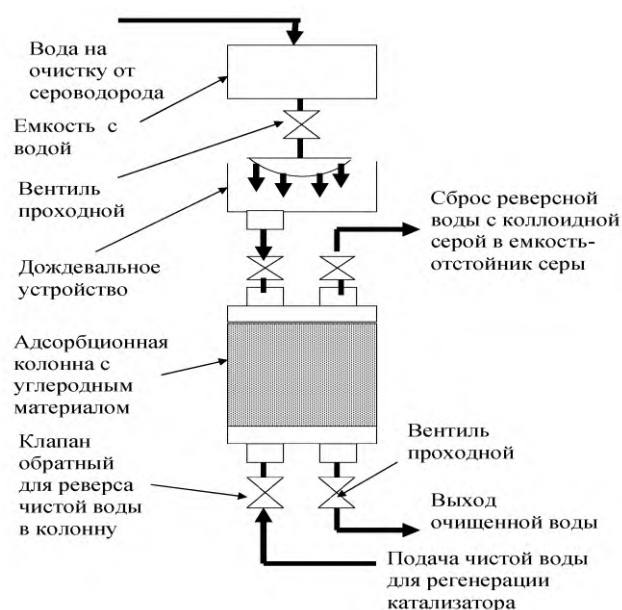 Вода на
очистку от
сероводорода
Емкость с
водой
Вентиль
проходной
Дождевальное
устройство
Сброс реверсной
воды с коллоидной
серой в емкость-
отстойник серы
Адсорбционная
колонна с
углеродным
материалом
Клапан
обратный
для реверса
чистой воды
в колонну
Вентиль
проходной
Выход
очищенной воды
Подача чистой воды
для регенерации
катализатора